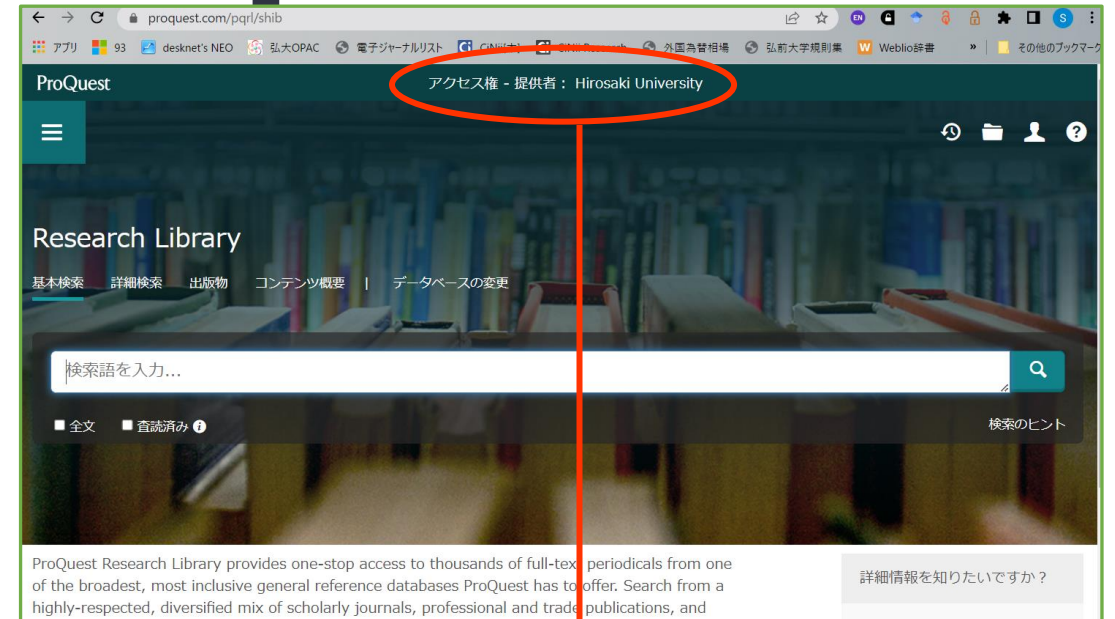 proquest.com/pqrl/shib
アプリ 93 desknet's NEO 弘大OPAC 電子ジャーナルリスト 外国為替相場 弘前大学規則集 Weblio辞書 » その他のブックマーク
ProQuest アクセス権 - 提供者： Hirosaki University
Research Library
基本検索 詳細検索 出版物 コンテンツ概要 | データベースの変更
検索語を入力...
全文 査読済み 検索のヒント
ProQuest Research Library provides one-stop access to thousands of full-text periodicals from one
of the broadest, most inclusive general reference databases ProQuest has to offer. Search from a
highly-respected, diversified mix of scholarly journals, professional and trade publications, and
詳細情報を知りたいですか？